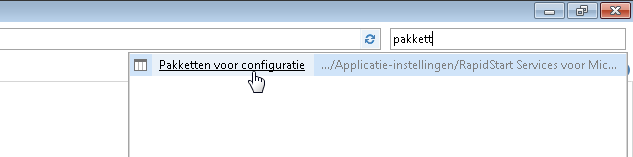 pakkett
Pakketten voor configuratie .../Applicatie-instellingen/RapidStart Services voor Mic...